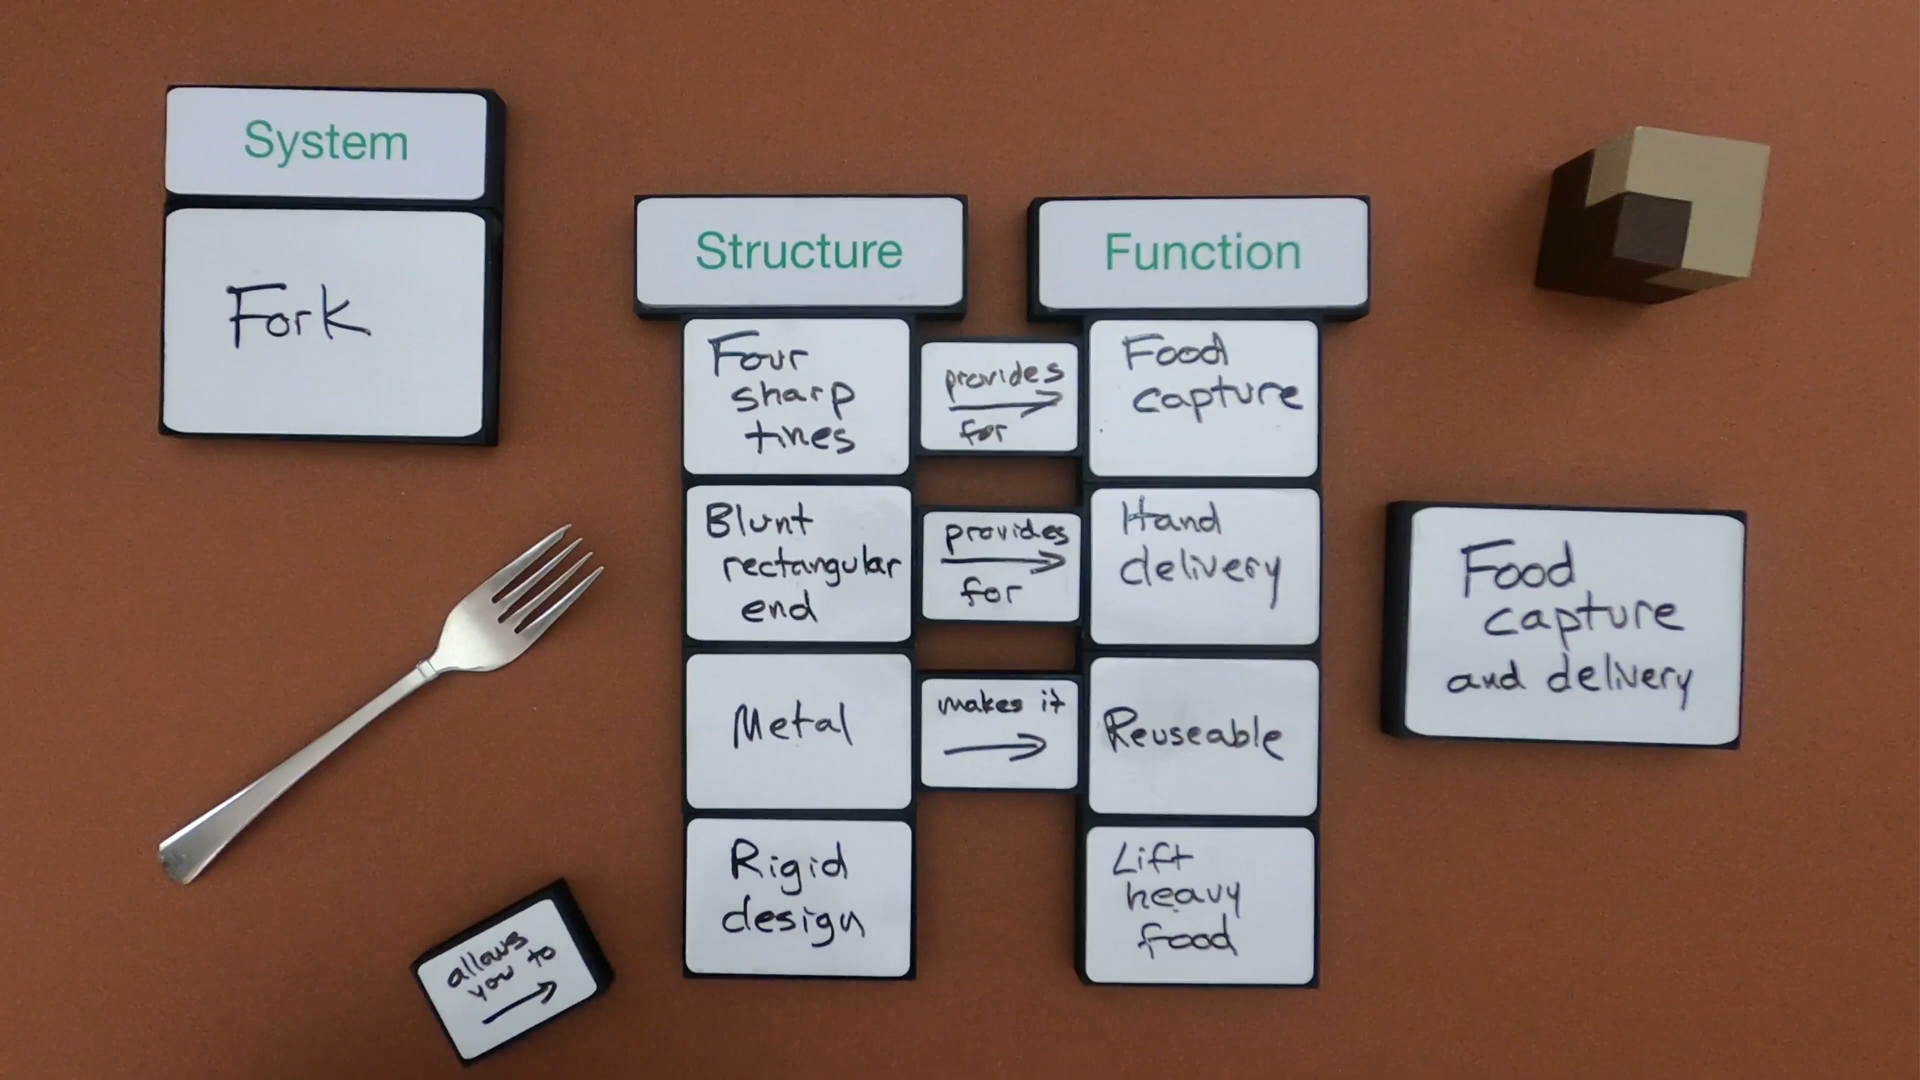 System
Fork
Structure
Function
Four
sharp
tines
provides
for
Food
capture
Blunt
rectangular
end
provides
for
Hand
delivery
Metal
makes it
Reuseable
Rigid
design
Lift
heavy
food
Food
capture
and delivery
allows
you to